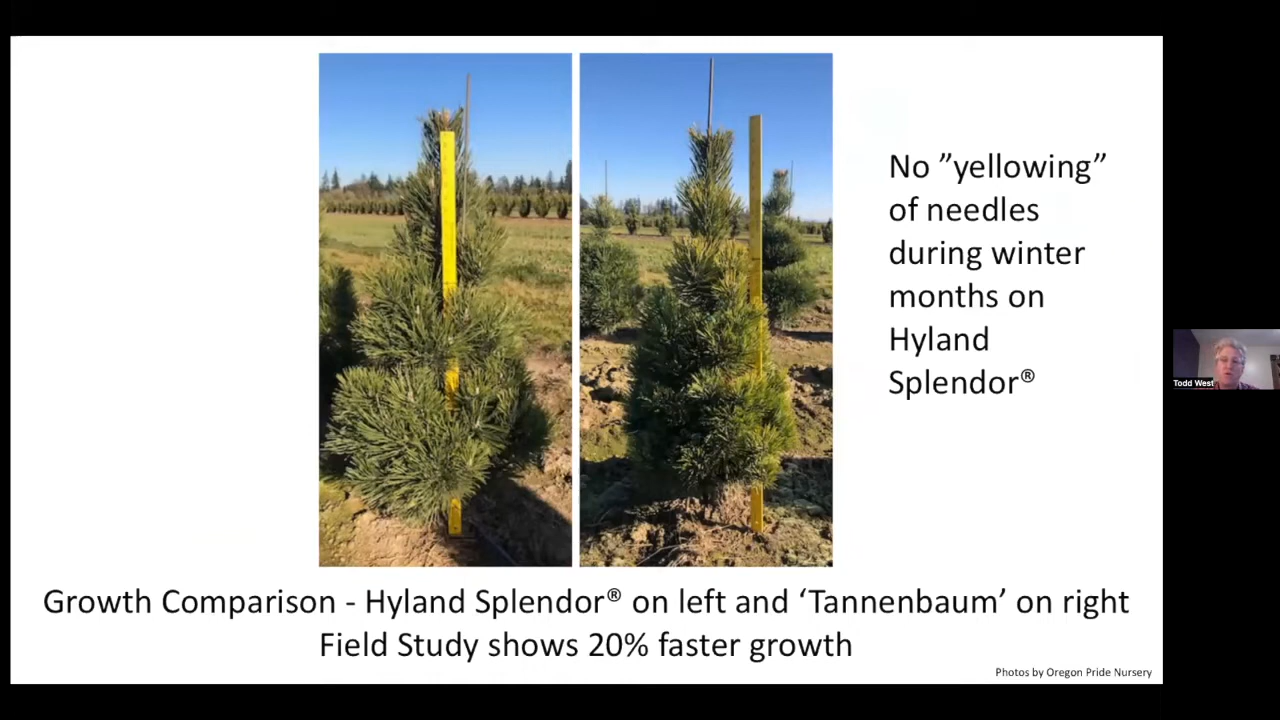 No ”yellowing”
of needles
during winter
months on
Hyland
Splendor®
Todd West
Growth Comparison - Hyland Splendor® on left and ‘Tannenbaum’ on right
Field Study shows 20% faster growth
Photos by Oregon Pride Nursery